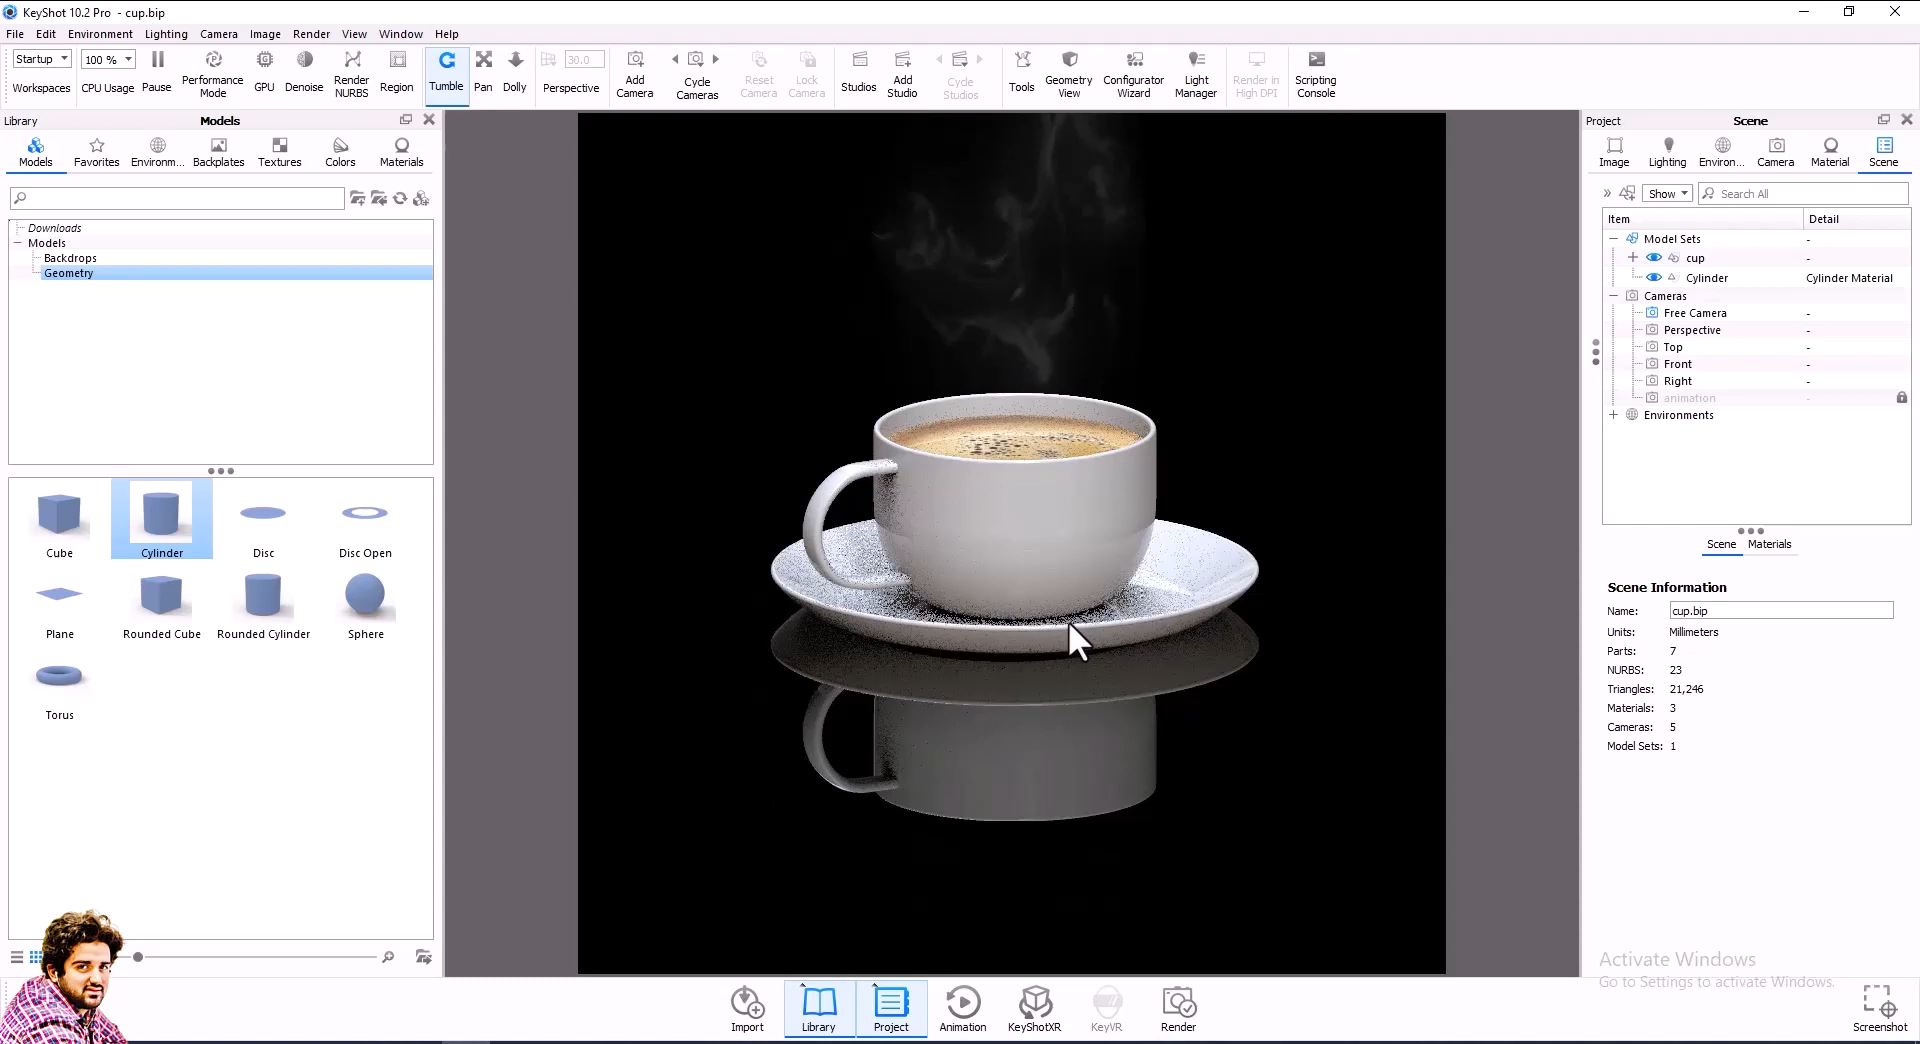 KeyShot 10.2 Pro - cup.bip
File Edit Environment Lighting Camera Image Render View Window Help
Startup 100 % 30.0
Workspaces CPU Usage Pause Performance Mode GPU Denoise Render NURBS Region Tumble Pan Dolly Perspective Add Camera Cycle Cameras Reset Camera Lock Camera Studios Add Studio Cycle Studios Tools Geometry View Configurator Wizard Light Manager Render in High DPI Scripting Console
Library Models
Models Favorites Environm... Backplates Textures Colors Materials
Downloads
Models
Backdrops
Geometry
Cube Cylinder Disc Disc Open
Plane Rounded Cube Rounded Cylinder Sphere
Torus
Project Scene
Image Lighting Environ... Camera Material Scene
Show Search All
Item Detail
Model Sets -
cup -
Cylinder Cylinder Material
Cameras
Free Camera -
Perspective -
Top -
Front -
Right -
animation -
Environments
Scene Materials
Scene Information
Name: cup.bip
Units: Millimeters
Parts: 7
NURBS: 23
Triangles: 21,246
Materials: 3
Cameras: 5
Model Sets: 1
Activate Windows
Go to Settings to activate Windows.
Import Library Project Animation KeyShotXR KeyVR Render Screenshot